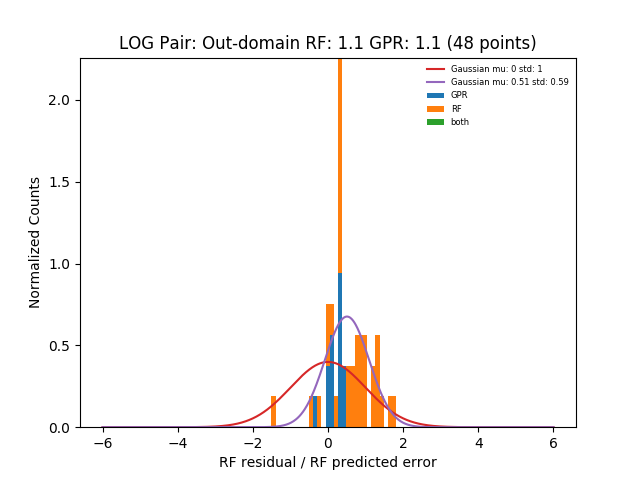 LOG Pair: Out-domain RF: 1.1 GPR: 1.1 (48 points)
Gaussian mu: 0 std: 1
Gaussian mu: 0.51 std: 0.59
GPR
RF
both
Normalized Counts
2.0
1.5
1.0
0.5
0.0
−6 −4 −2 0 2 4 6
RF residual / RF predicted error